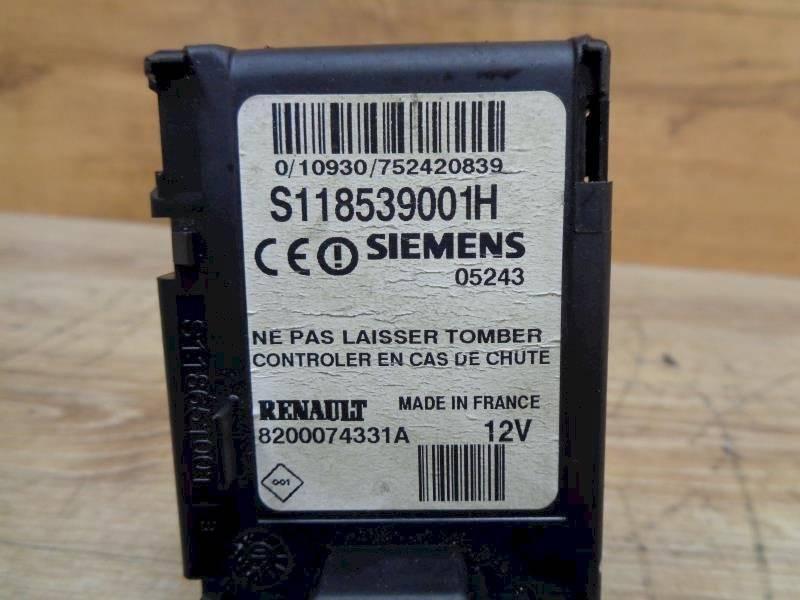 0/10930/752420839
S118539001H
CE SIEMENS
05243
NE PAS LAISSER TOMBER
CONTROLER EN CAS DE CHUTE
RENAULT MADE IN FRANCE
8200074331A 12V
001